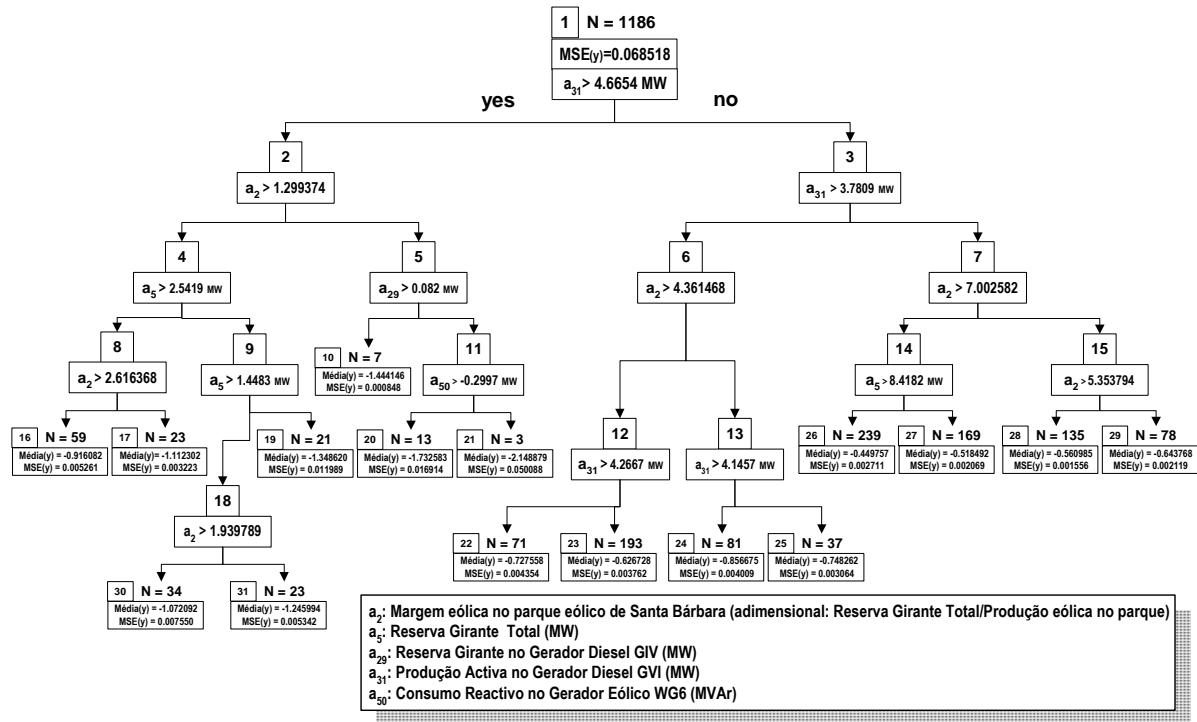 1 N = 1186
MSE(y)=0.068518
a31> 4.6654 MW
yes no
2 3
a2 > 1.299374 a31 > 3.7809 MW
4 5 6 7
a5 > 2.5419 MW a29 > 0.082 MW a2 > 4.361468 a2 > 7.002582
8 9 10 N = 7 11 14 15
Média(y) = -1.444146
MSE(y) = 0.000848
a2 > 2.616368 a5 > 1.4483 MW a50 > -0.2997 MW a5 > 8.4182 MW a2 > 5.353794
12 13
16 N = 59 17 N = 23 19 N = 21 20 N = 13 21 N = 3 26 N = 239 27 N = 169 28 N = 135 29 N = 78
Média(y) = -0.916082 Média(y) = -1.112302 Média(y) = -1.348620 Média(y) = -1.732583 Média(y) = -2.148879 Média(y) = -0.449757 Média(y) = -0.518492 Média(y) = -0.560985 Média(y) = -0.643768
MSE(y) = 0.005261 MSE(y) = 0.003223 MSE(y) = 0.011989 MSE(y) = 0.016914 MSE(y) = 0.050088 MSE(y) = 0.002711 MSE(y) = 0.002069 MSE(y) = 0.001556 MSE(y) = 0.002119
a31 > 4.2667 MW a31 > 4.1457 MW
18
a2 > 1.939789
22 N = 71 23 N = 193 24 N = 81 25 N = 37
Média(y) = -0.727558 Média(y) = -0.626728 Média(y) = -0.856675 Média(y) = -0.748262
MSE(y) = 0.004354 MSE(y) = 0.003762 MSE(y) = 0.004009 MSE(y) = 0.003064
30 N = 34 31 N = 23
Média(y) = -1.072092 Média(y) = -1.245994
MSE(y) = 0.007550 MSE(y) = 0.005342
a2: Margem eólica no parque eólico de Santa Bárbara (adimensional: Reserva Girante Total/Produção eólica no parque)
a5: Reserva Girante Total (MW)
a29: Reserva Girante no Gerador Diesel GIV (MW)
a31: Produção Activa no Gerador Diesel GVI (MW)
a50: Consumo Reactivo no Gerador Eólico WG6 (MVAr)